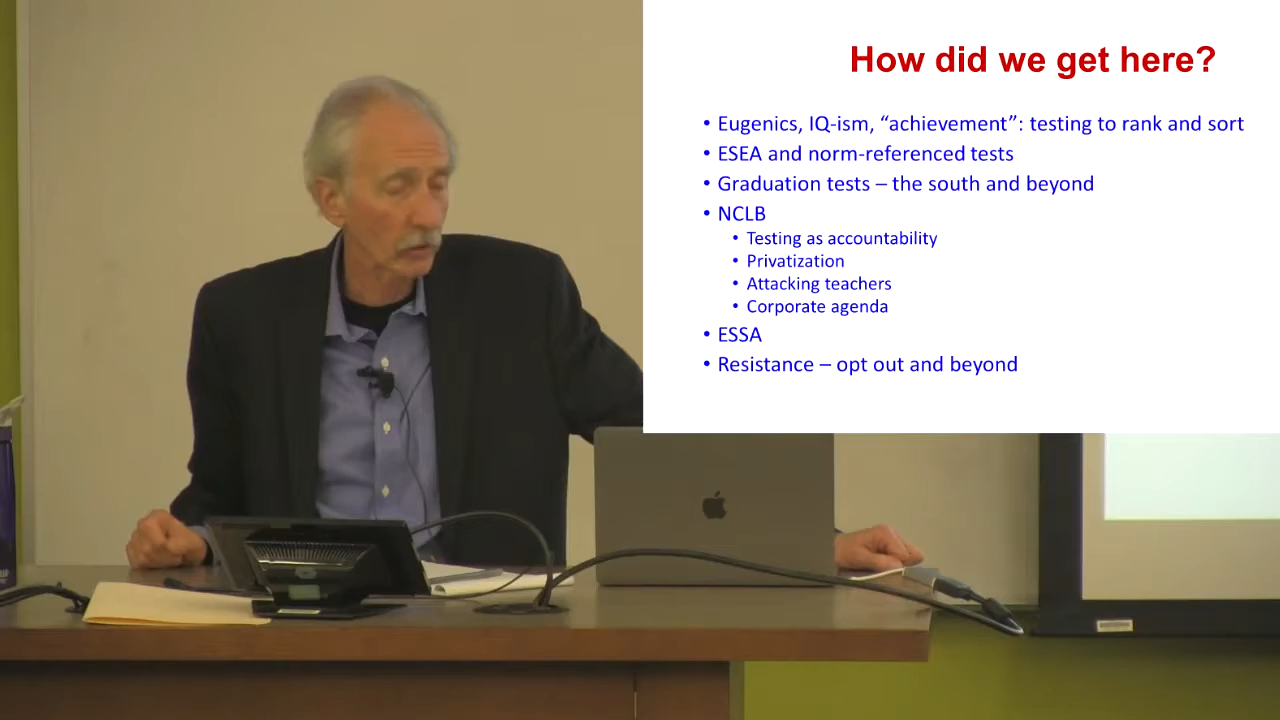 How did we get here?
• Eugenics, IQ-ism, “achievement”: testing to rank and sort
• ESEA and norm-referenced tests
• Graduation tests – the south and beyond
• NCLB
• Testing as accountability
• Privatization
• Attacking teachers
• Corporate agenda
• ESSA
• Resistance – opt out and beyond